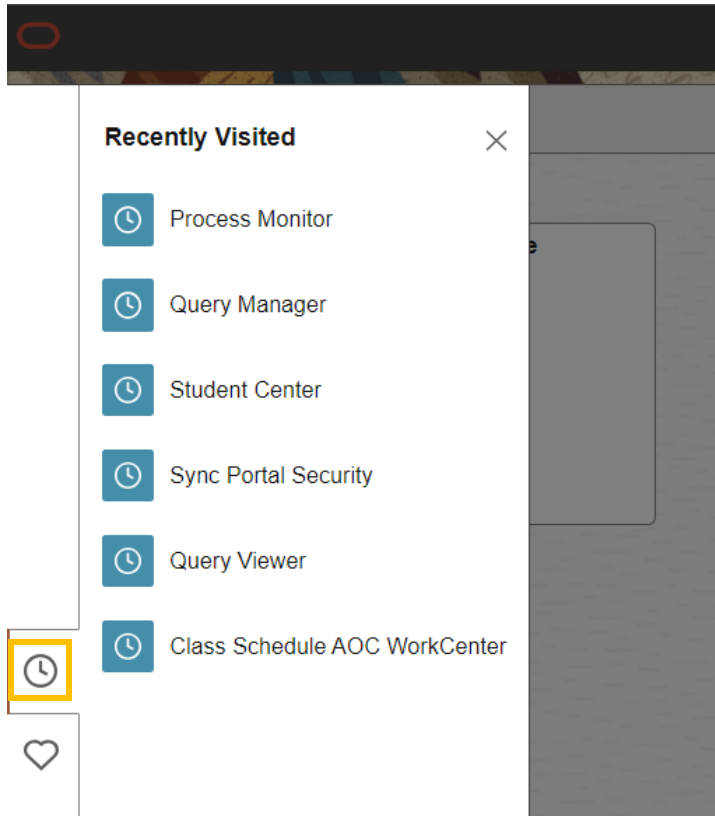 Recently Visited
Process Monitor
Query Manager
Student Center
Sync Portal Security
Query Viewer
Class Schedule AOC WorkCenter